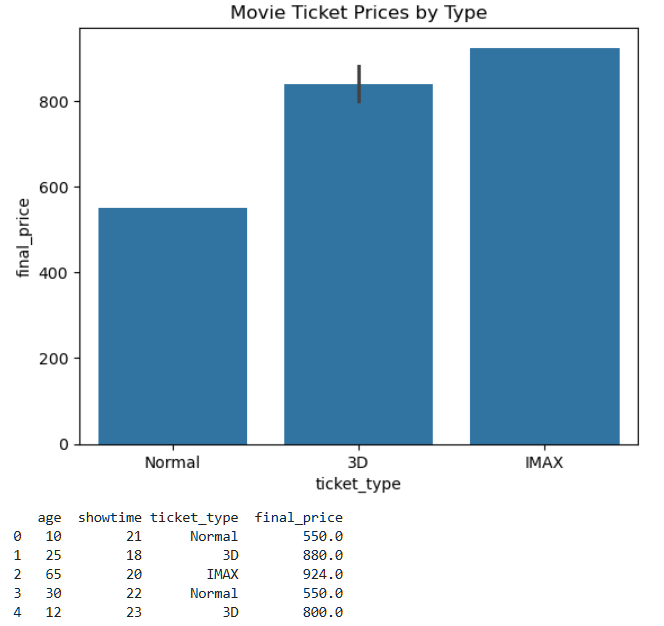 Movie Ticket Prices by Type
final_price
800
600
400
200
0
Normal 3D IMAX
ticket_type
age showtime ticket_type final_price
0 10 21 Normal 550.0
1 25 18 3D 880.0
2 65 20 IMAX 924.0
3 30 22 Normal 550.0
4 12 23 3D 800.0